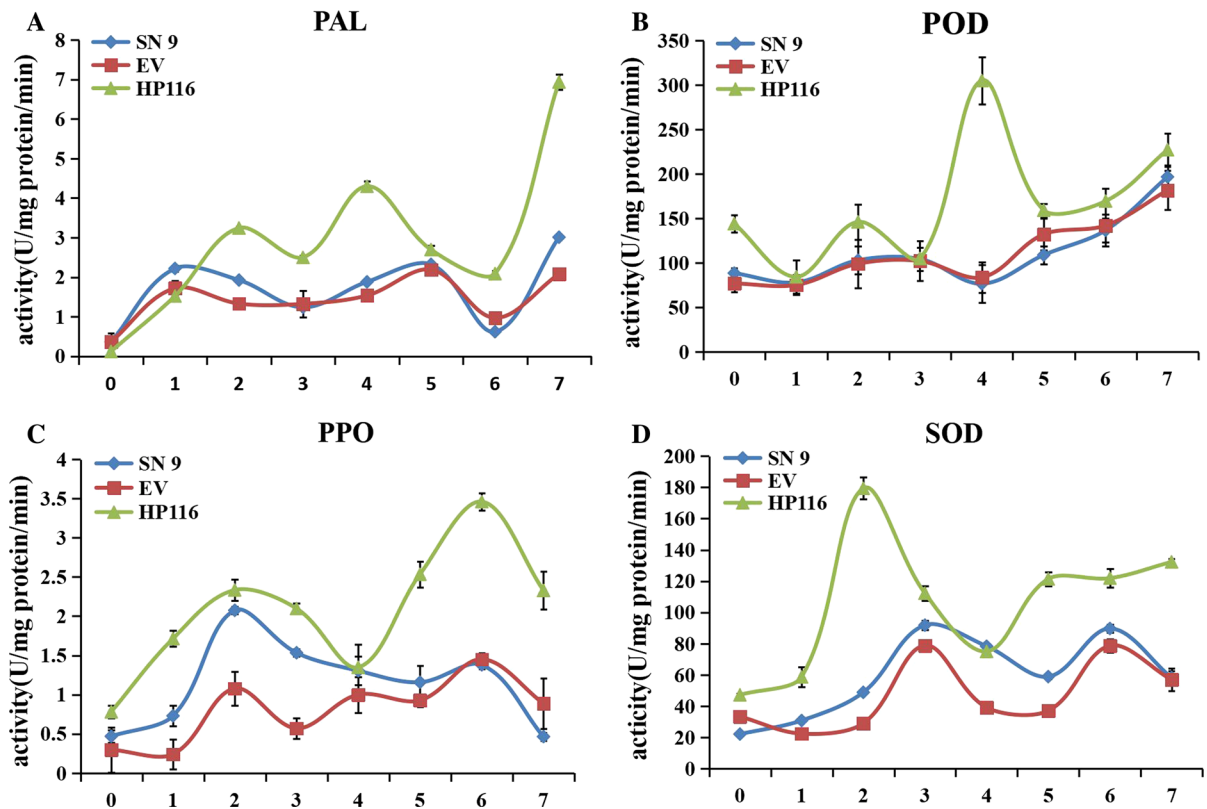 A
PAL
SN 9
EV
HP116
activity(U/mg protein/min)
8
7
6
5
4
3
2
1
0
0 1 2 3 4 5 6 7
B
POD
SN 9
EV
HP116
activity(U/mg protein/min)
350
300
250
200
150
100
50
0
0 1 2 3 4 5 6 7
C
PPO
SN 9
EV
HP116
activity(U/mg protein/min)
4
3.5
3
2.5
2
1.5
1
0.5
0
0 1 2 3 4 5 6 7
D
SOD
SN 9
EV
HP116
acticity(U/mg protein/min)
200
180
160
140
120
100
80
60
40
20
0
0 1 2 3 4 5 6 7